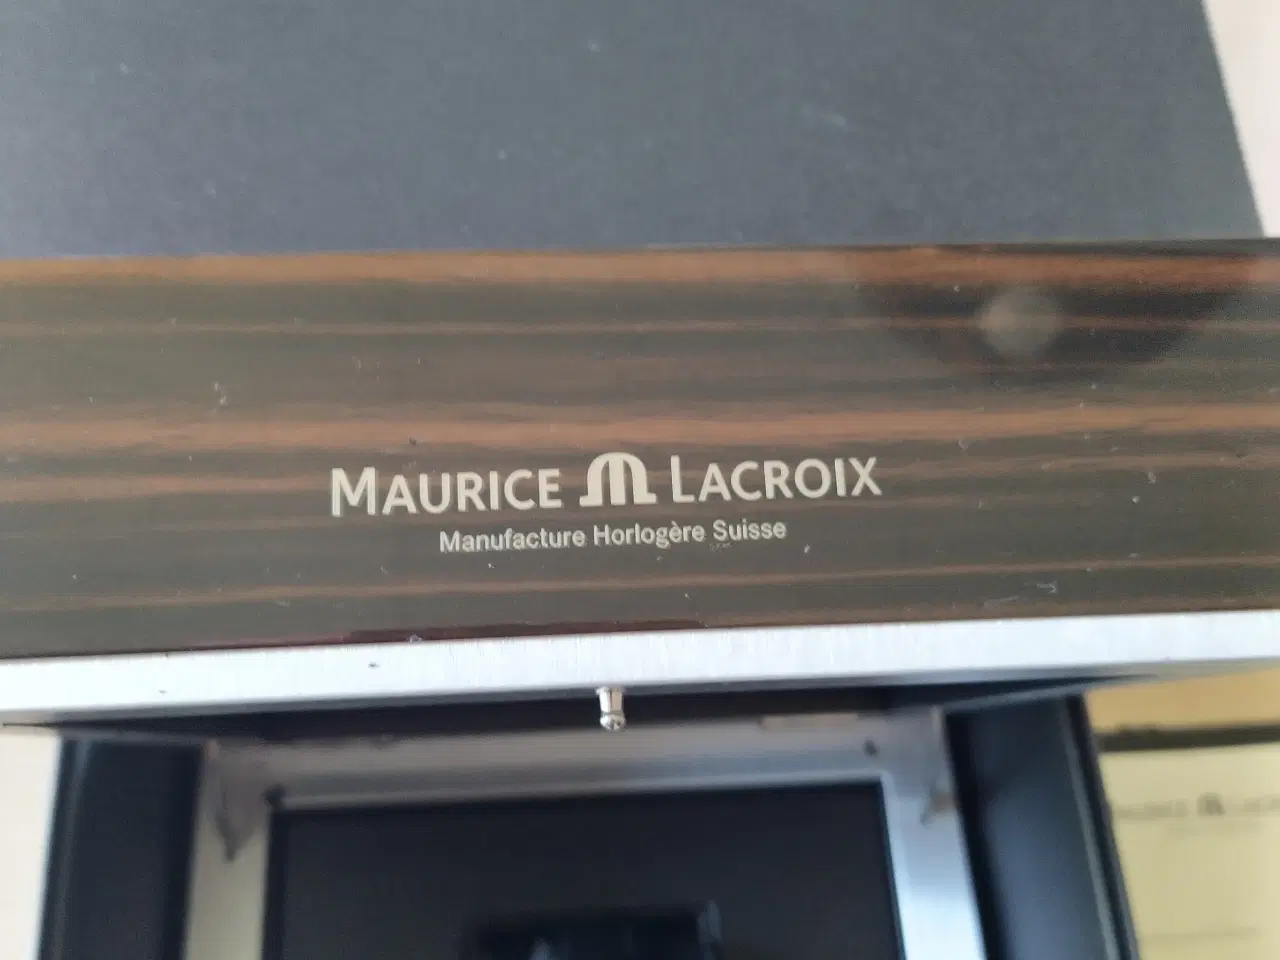 MAURICE LACROIX
Manufacture Horlogère Suisse